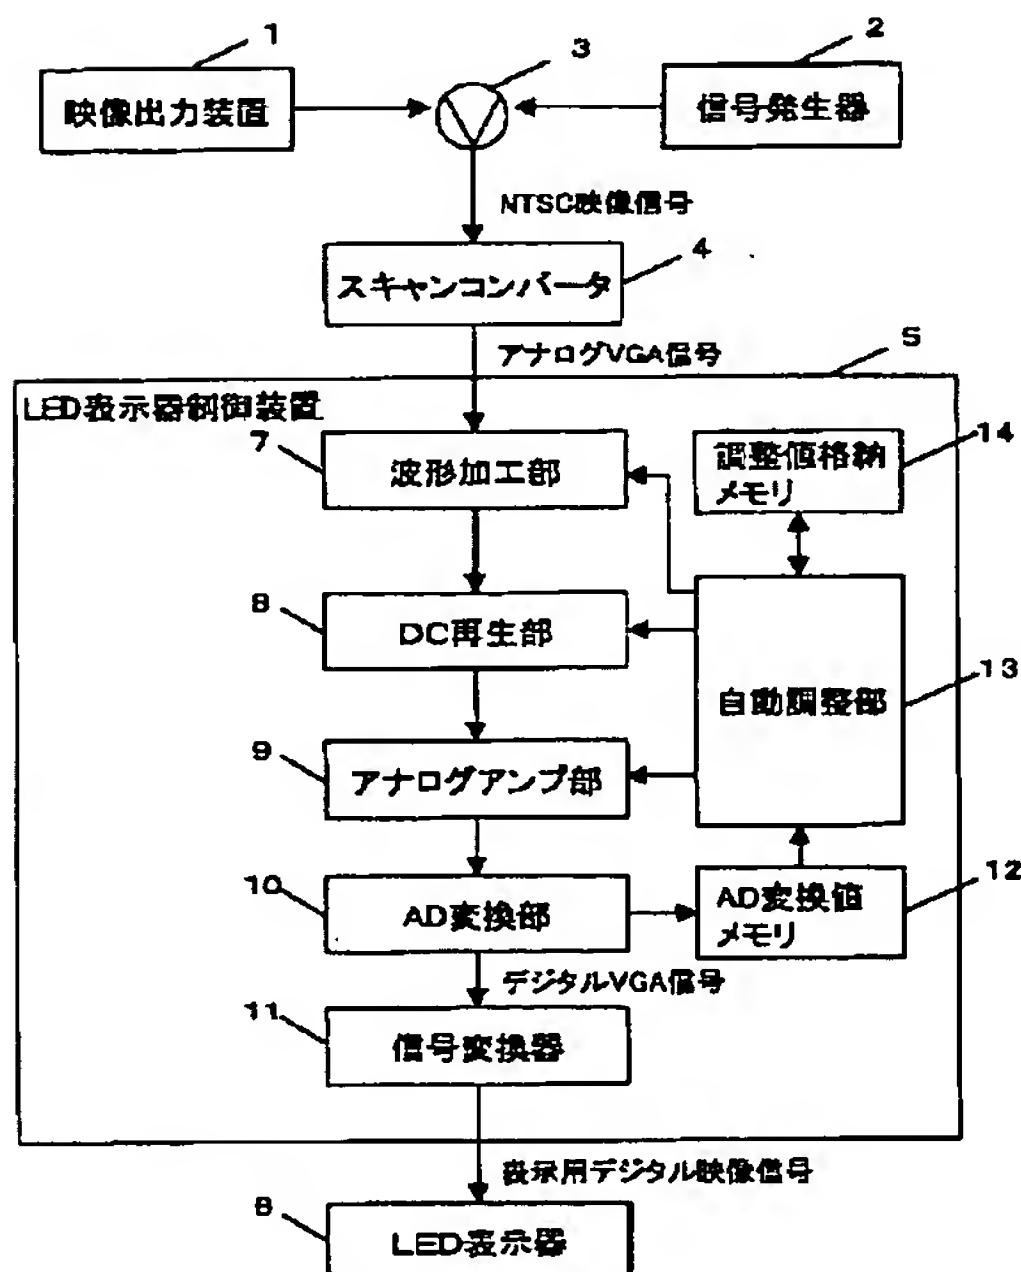 1
3
2
映像出力装置
信号発生器
NTSC映像信号
4
スキャンコンバータ
アナログVGA信号
5
LED表示器制御装置
7
波形加工部
14
調整値格納
メモリ
8
DC再生部
13
自動調整部
9
アナログアンプ部
10
AD変換部
12
AD変換値
メモリ
デジタルVGA信号
11
信号変換器
表示用デジタル映像信号
6
LED表示器